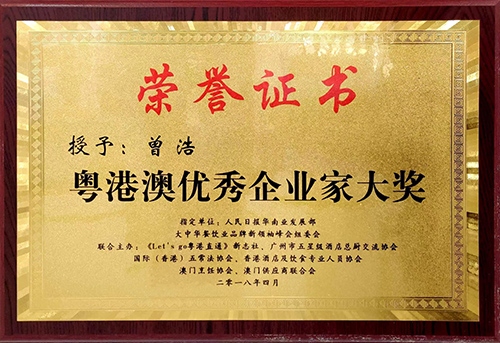 荣誉证书
授予：曾浩
粤港澳优秀企业家大奖
指定单位：人民日报华南业发展部
大中华餐饮业品牌新领袖峰会组委会
联合主办：《Let's go粤港直通》新志社、广州市五星级酒店总厨交流协会
国际（香港）五常法协会、香港酒店及饮食专业人员协会
澳门烹饪协会、澳门供应商联合会
二〇一八年四月